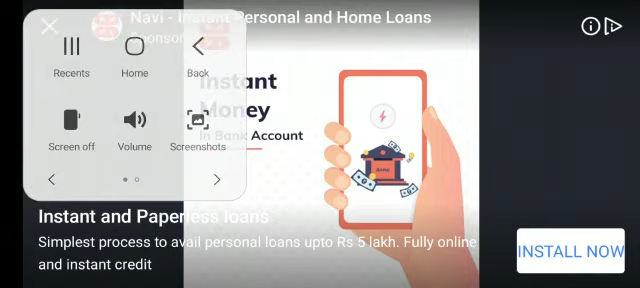 Navi - Instant Personal and Home Loans
Sponsored
Recents
Home
Back
Instant
Money
In Bank Account
Screen off
Volume
Screenshots
BANK
Instant and Paperless loans
Simplest process to avail personal loans upto Rs 5 lakh. Fully online
and instant credit
INSTALL NOW